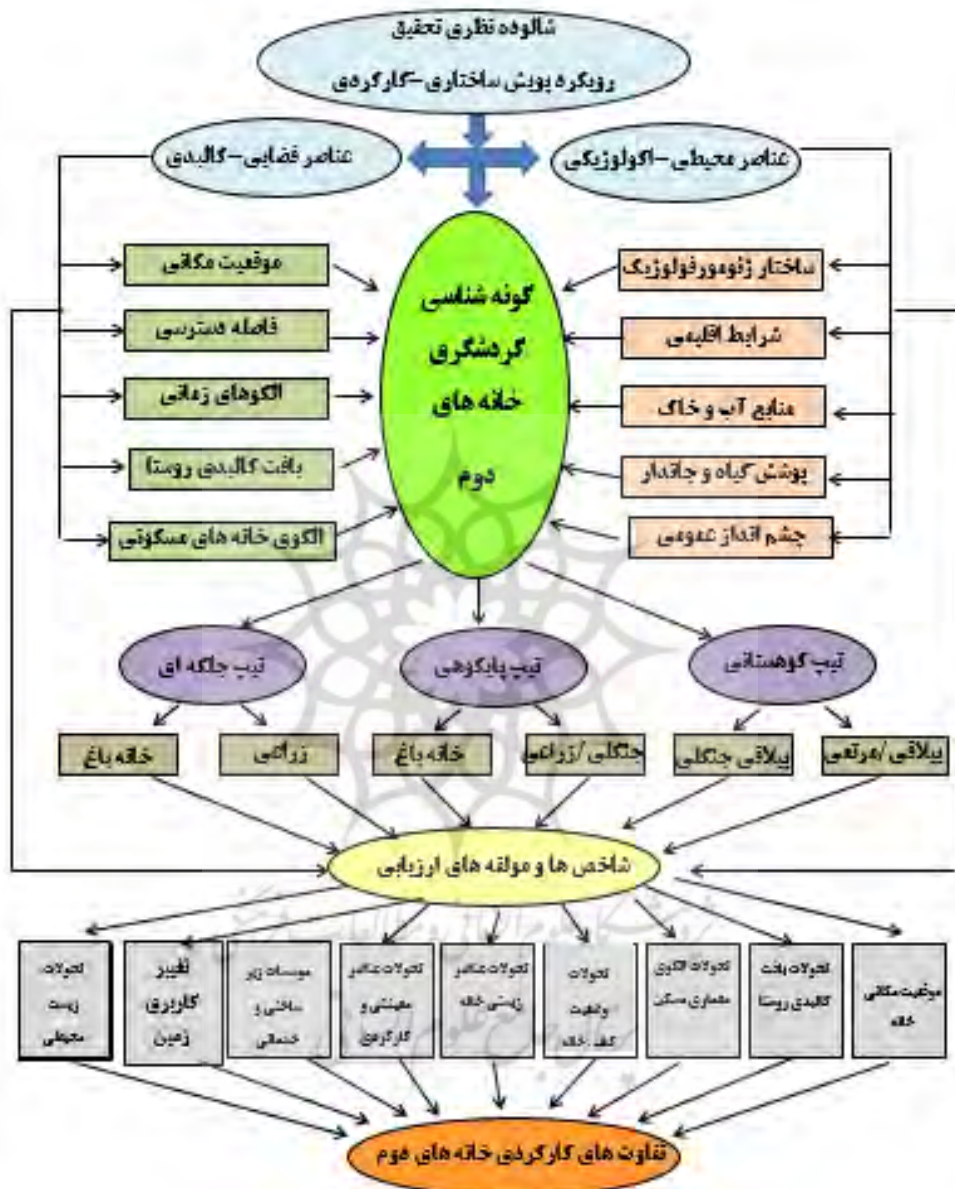 شالوده نظری تحقیق
رویکرد پویش ساختاری-کارکردی
عناصر محیطی-اکولوژیکی
عناصر فضایی-کالبدی
ساختار ژئومورفولوژیک
شرایط اقلیمی
منابع آب و خاک
پوشش گیاه و جاندار
چشم انداز عمومی
گونه شناسی
گردشگری
خانه های
دوم
موقعیت مکانی
فاصله دسترسی
الگوهای زمانی
بافت کالبدی روستا
الگوی خانه های مسکونی
تیپ کوهستانی
تیپ پایکوهی
تیپ جلگه ای
ییلاقی/مرتعی
ییلاقی جنگلی
جنگلی/زراعی
خانه باغ
زراعی
خانه باغ
شاخص ها و مولفه های ارزیابی
موقعیت مکانی
خانه
تحولات بافت
کالبدی روستا
تحولات الگوی
معماری مسکن
تحولات
وضعیت
خانه
تحولات عناصر
زیستی خانه
تحولات عناصر
معیشتی و
کارکردی
موسسات زیر
ساختی و
خدماتی
تغییر
کاربری
زمین
تحولات
زیست
محیطی
تفاوت های کارکردی خانه های دوم